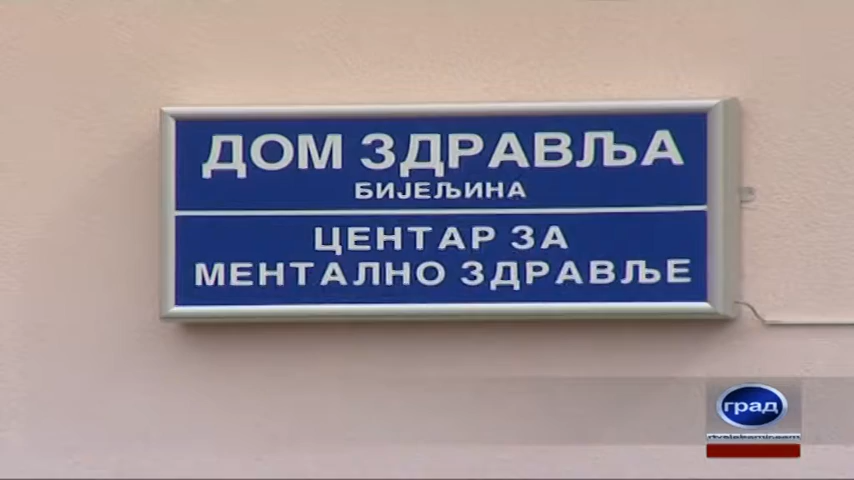 ДОМ ЗДРАВЉА
БИЈЕЉИНА
ЦЕНТАР ЗА
МЕНТАЛНО ЗДРАВЉЕ
град